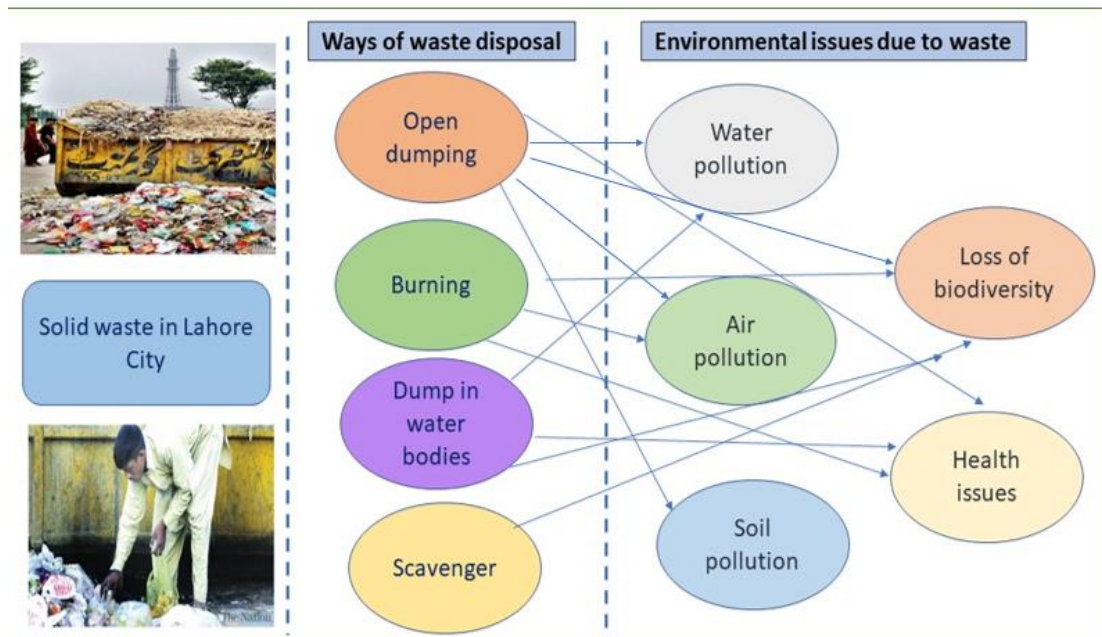 Ways of waste disposal
Environmental issues due to waste
Solid waste in Lahore
City
Open
dumping
Burning
Dump in
water
bodies
Scavenger
Water
pollution
Air
pollution
Soil
pollution
Loss of
biodiversity
Health
issues
The Nation